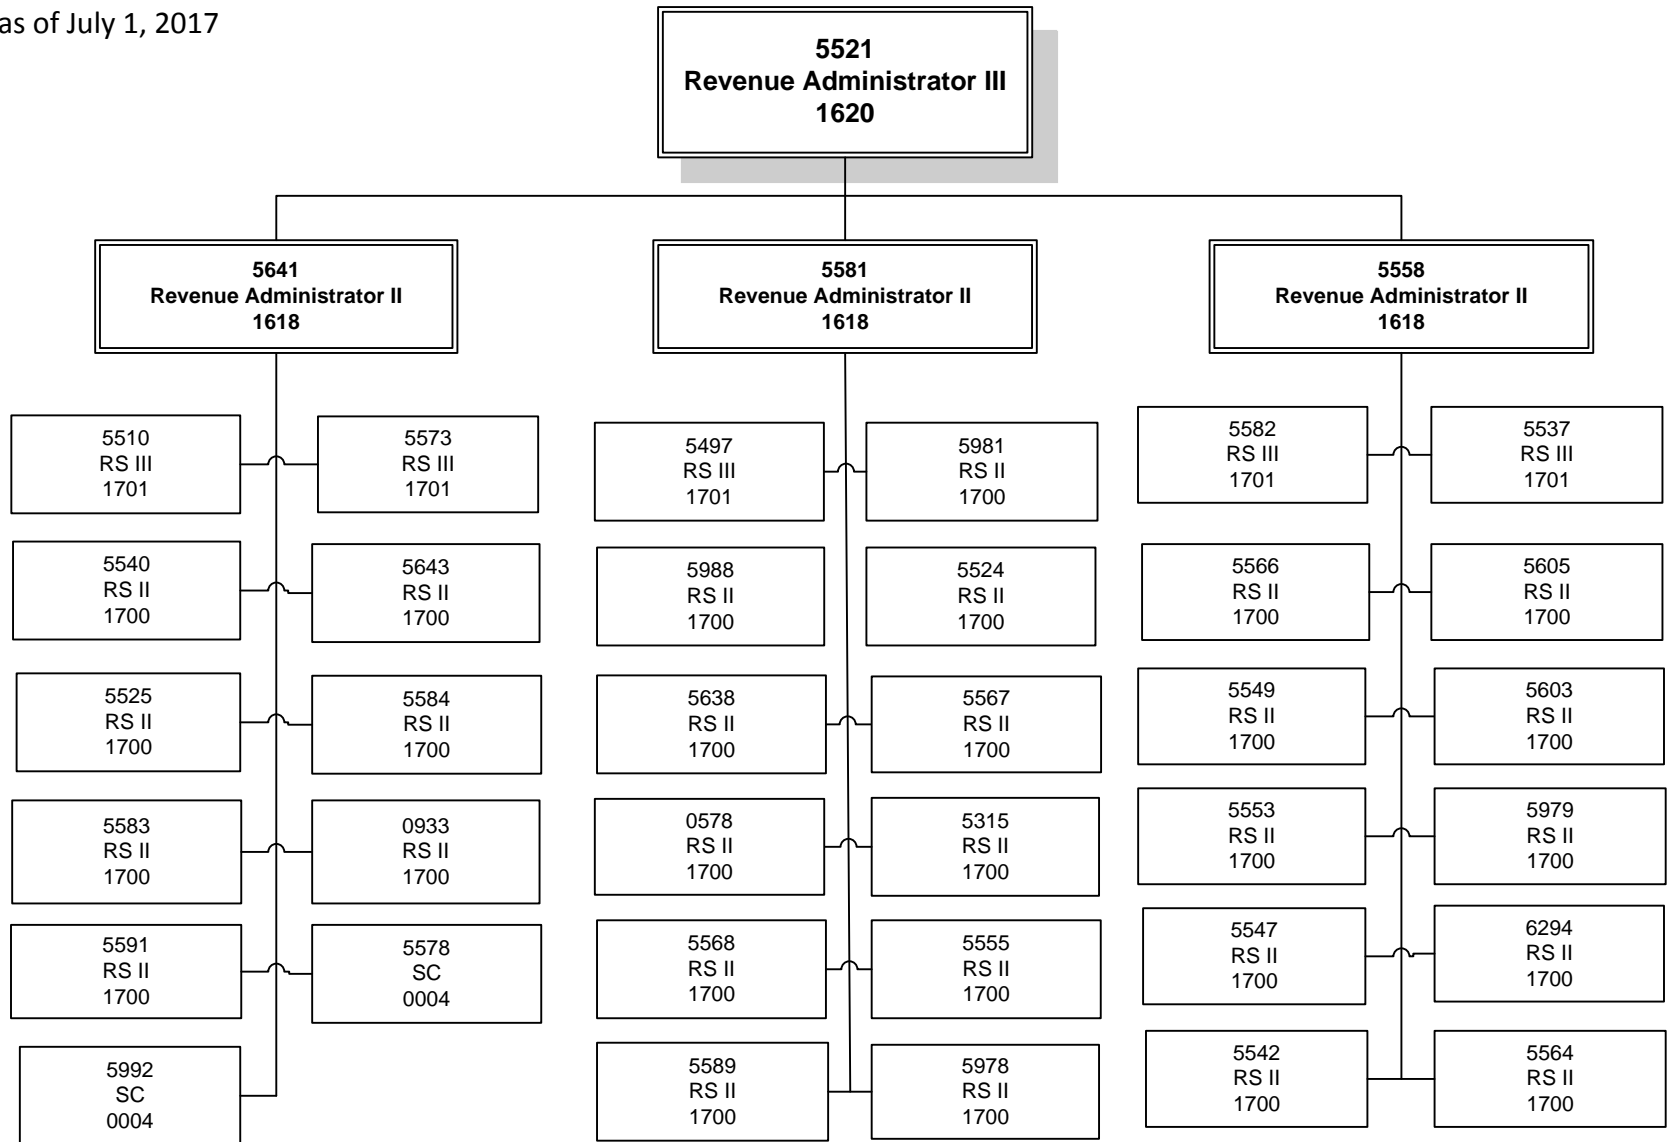 as of July 1, 2017
5521
Revenue Administrator III
1620
5641
Revenue Administrator II
1618
5581
Revenue Administrator II
1618
5558
Revenue Administrator II
1618
5510
RS III
1701
5573
RS III
1701
5540
RS II
1700
5643
RS II
1700
5525
RS II
1700
5584
RS II
1700
5583
RS II
1700
0933
RS II
1700
5591
RS II
1700
5578
SC
0004
5992
SC
0004
5497
RS III
1701
5981
RS II
1700
5988
RS II
1700
5524
RS II
1700
5638
RS II
1700
5567
RS II
1700
0578
RS II
1700
5315
RS II
1700
5568
RS II
1700
5555
RS II
1700
5589
RS II
1700
5978
RS II
1700
5582
RS III
1701
5537
RS III
1701
5566
RS II
1700
5605
RS II
1700
5549
RS II
1700
5603
RS II
1700
5553
RS II
1700
5979
RS II
1700
5547
RS II
1700
6294
RS II
1700
5542
RS II
1700
5564
RS II
1700